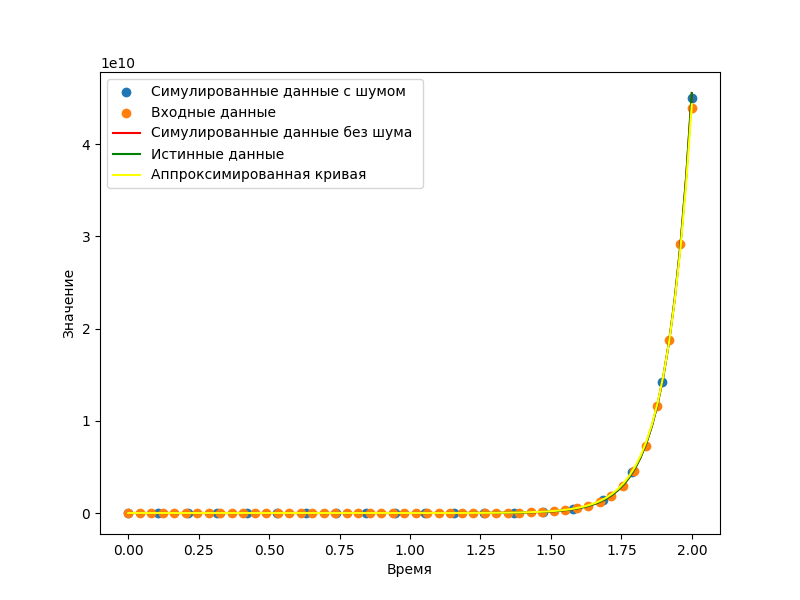 1e10
Симулированные данные с шумом
Входные данные
Симулированные данные без шума
Истинные данные
Аппроксимированная кривая
4
3
2
1
0
Значение
0.00 0.25 0.50 0.75 1.00 1.25 1.50 1.75 2.00
Время